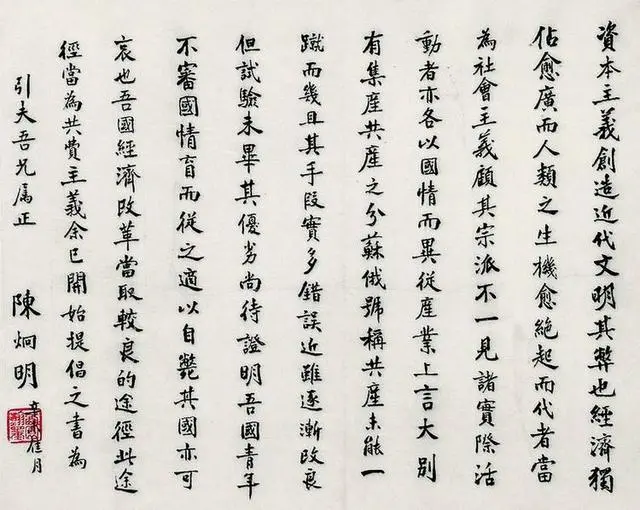 資本主義創造近代文明其弊也經濟獨
佔愈廣而人類之生機愈絕起而代者當
為社會主義顧其宗派不一見諸實際活
動者亦各以國情而異從産業上言大別
有集産共産之分蘇俄號稱共産未能一
蹴而幾且其手段實多錯誤近雖逐漸改良
但試驗未畢其優劣尚待證明吾國青年
不審國情盲而從之適以自斃其國亦可
哀也吾國經濟改革當取較良的途徑此途
徑當為共費主義余已開始提倡之書為
引夫吾兄属正
陳炯明
辛月